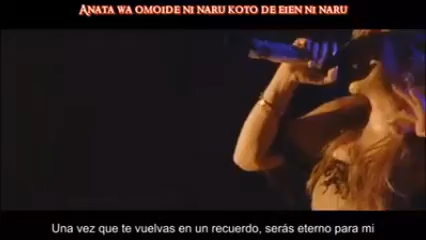 Anata wa omoide ni naru koto de eien ni naru
Una vez que te vuelvas en un recuerdo, serás eterno para mi